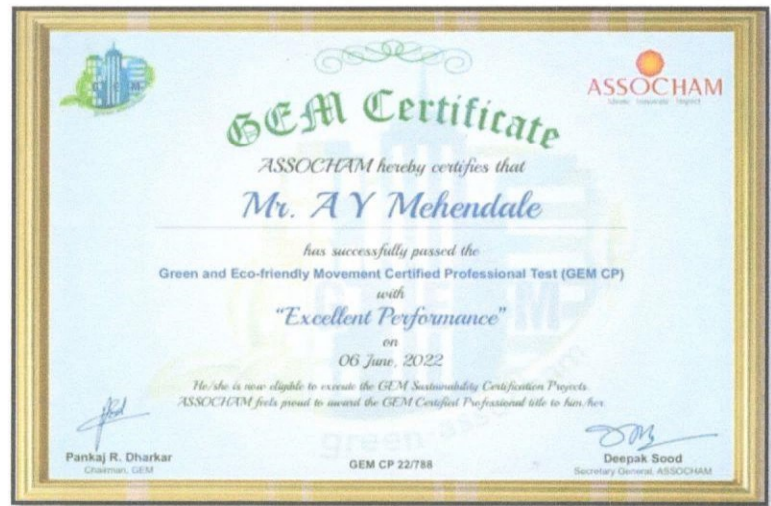 G E M
ASSOCHAM
GEM Certificate
ASSOCHAM hereby certifies that
Mr. A Y Mehendale
has successfully passed the
Green and Eco-friendly Movement Certified Professional Test (GEM CP)
with
"Excellent Performance"
on
06 June, 2022
He/she is now eligible to execute the GEM Sustainability Certification Projects.
ASSOCHAM feels proud to award the GEM Certified Professional title to him/her.
Pankaj R. Dharkar
Chairman, GEM
GEM CP 22/788
Deepak Sood
Secretary General, ASSOCHAM